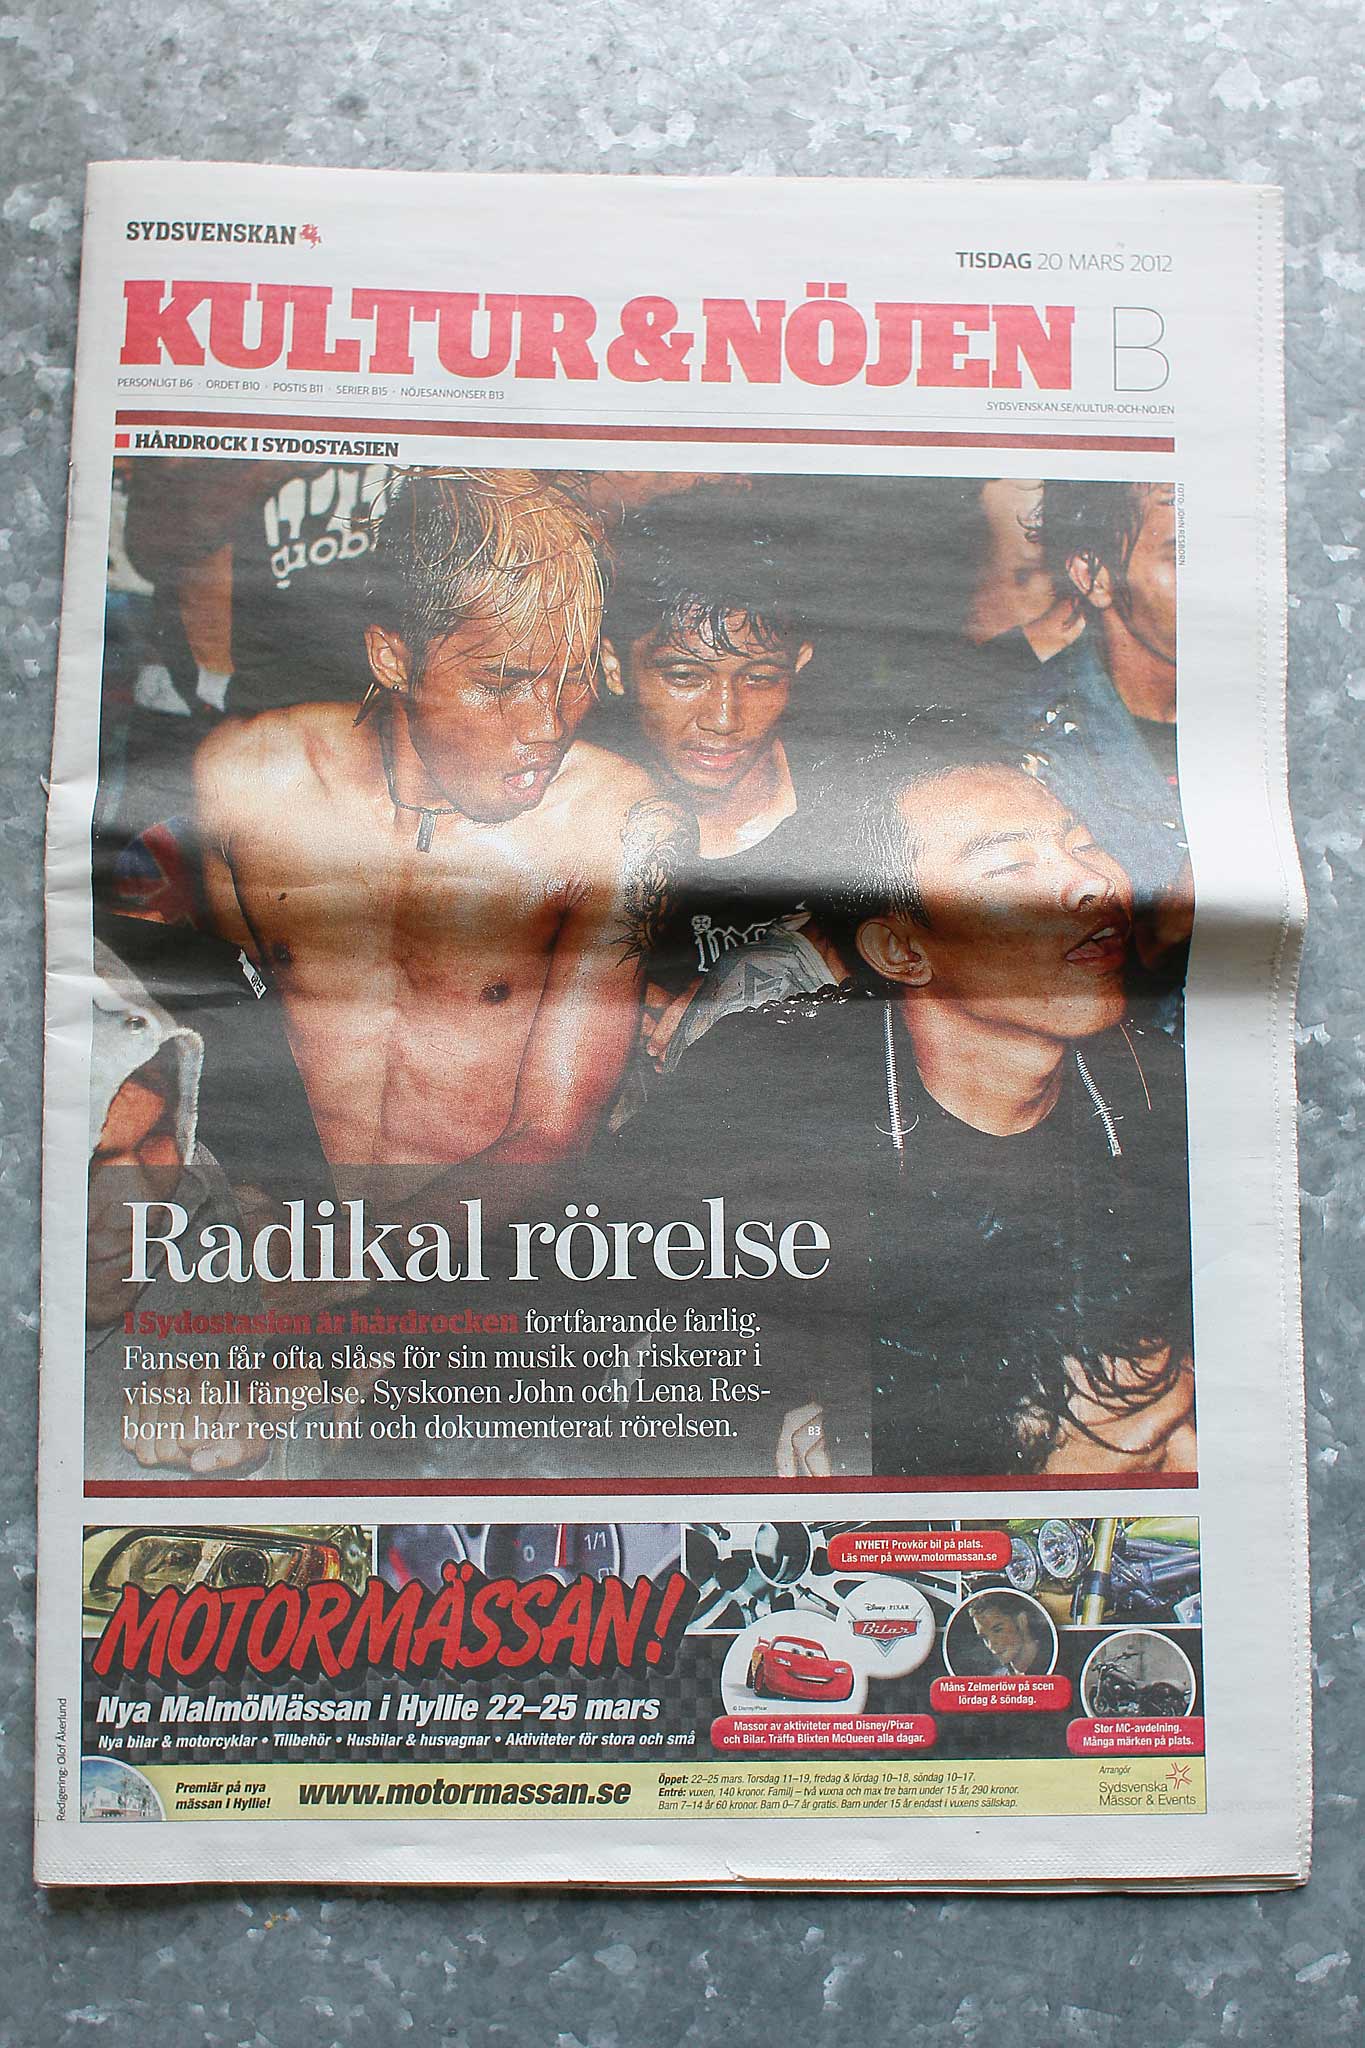 SYDSVENSKAN
TISDAG 20 MARS 2012
KULTUR&NÖJEN B
PERSONLIGT B6 · ORDET B10 · POSTIS B11 · SERIER B15 · NÖJESANNONSER B13
SYDSVENSKAN.SE/KULTUR-OCH-NOJEN
HÅRDROCK I SYDOSTASIEN
FOTO: JOHN RESBORN
Radikal rörelse
I Sydostasien är hårdrocken fortfarande farlig.
Fansen får ofta slåss för sin musik och riskerar i
vissa fall fängelse. Syskonen John och Lena Res-
born har rest runt och dokumenterat rörelsen.
B3
1/1
NYHET! Provkör bil på plats.
Läs mer på www.motormassan.se
MOTORMÄSSAN!
Disney · PIXAR
Bilar
© Disney/Pixar
Nya MalmöMässan i Hyllie 22–25 mars
Nya bilar & motorcyklar • Tillbehör • Husbilar & husvagnar • Aktiviteter för stora och små
Massor av aktiviteter med Disney/Pixar
och Bilar. Träffa Blixten McQueen alla dagar.
Måns Zelmerlöw på scen
lördag & söndag.
Stor MC-avdelning.
Många märken på plats.
Premiär på nya
mässan i Hyllie!
www.motormassan.se
Öppet: 22–25 mars. Torsdag 11–19, fredag & lördag 10–18, söndag 10–17.
Entré: vuxen, 140 kronor. Familj – två vuxna och max tre barn under 15 år, 290 kronor.
Barn 7–14 år 60 kronor. Barn 0–7 år gratis. Barn under 15 år endast i vuxens sällskap.
Arrangör
Sydsvenska
Mässor & Events
Redigering: Olof Åkerlund